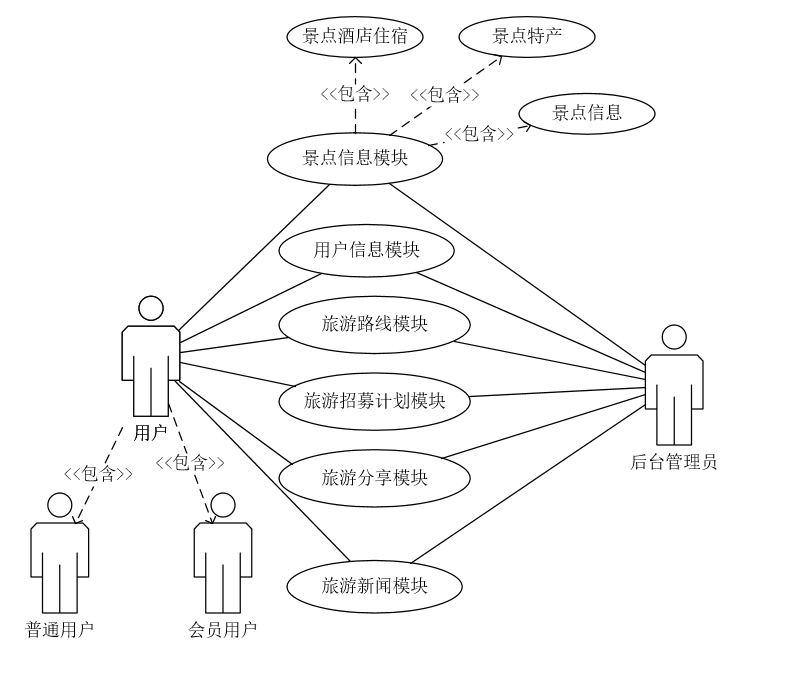 景点酒店住宿
景点特产
<<包含>>
<<包含>>
景点信息
<<包含>>
景点信息模块
用户信息模块
旅游路线模块
旅游招募计划模块
用户
后台管理员
<<包含>>
<<包含>>
旅游分享模块
旅游新闻模块
普通用户
会员用户